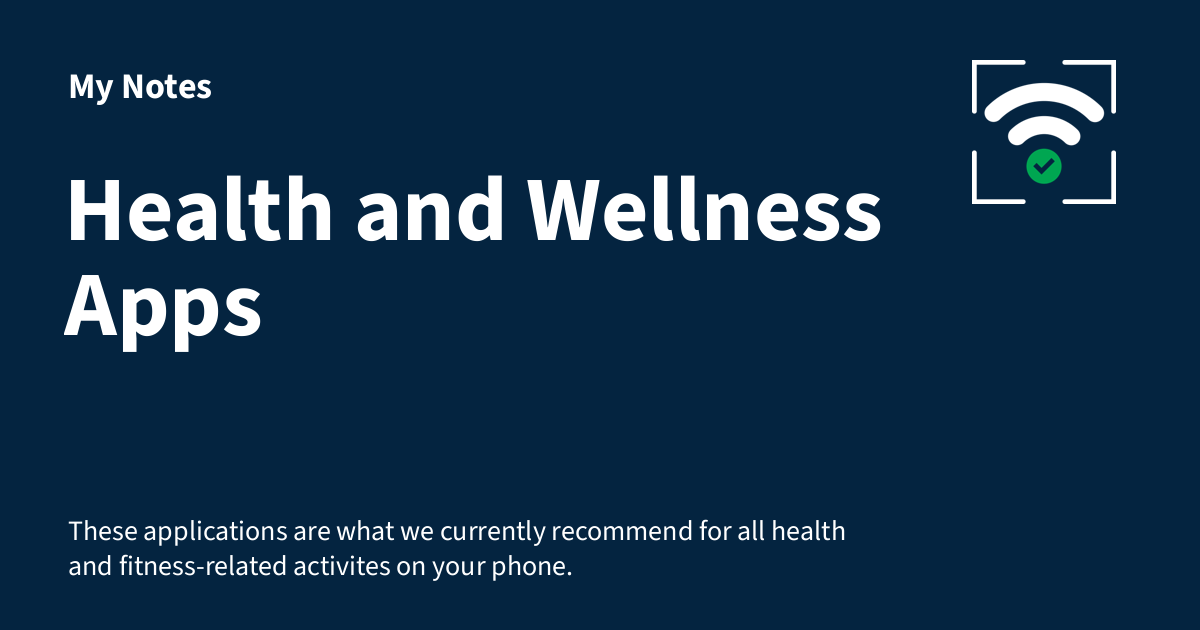 My Notes
Health and Wellness
Apps
These applications are what we currently recommend for all health
and fitness-related activites on your phone.